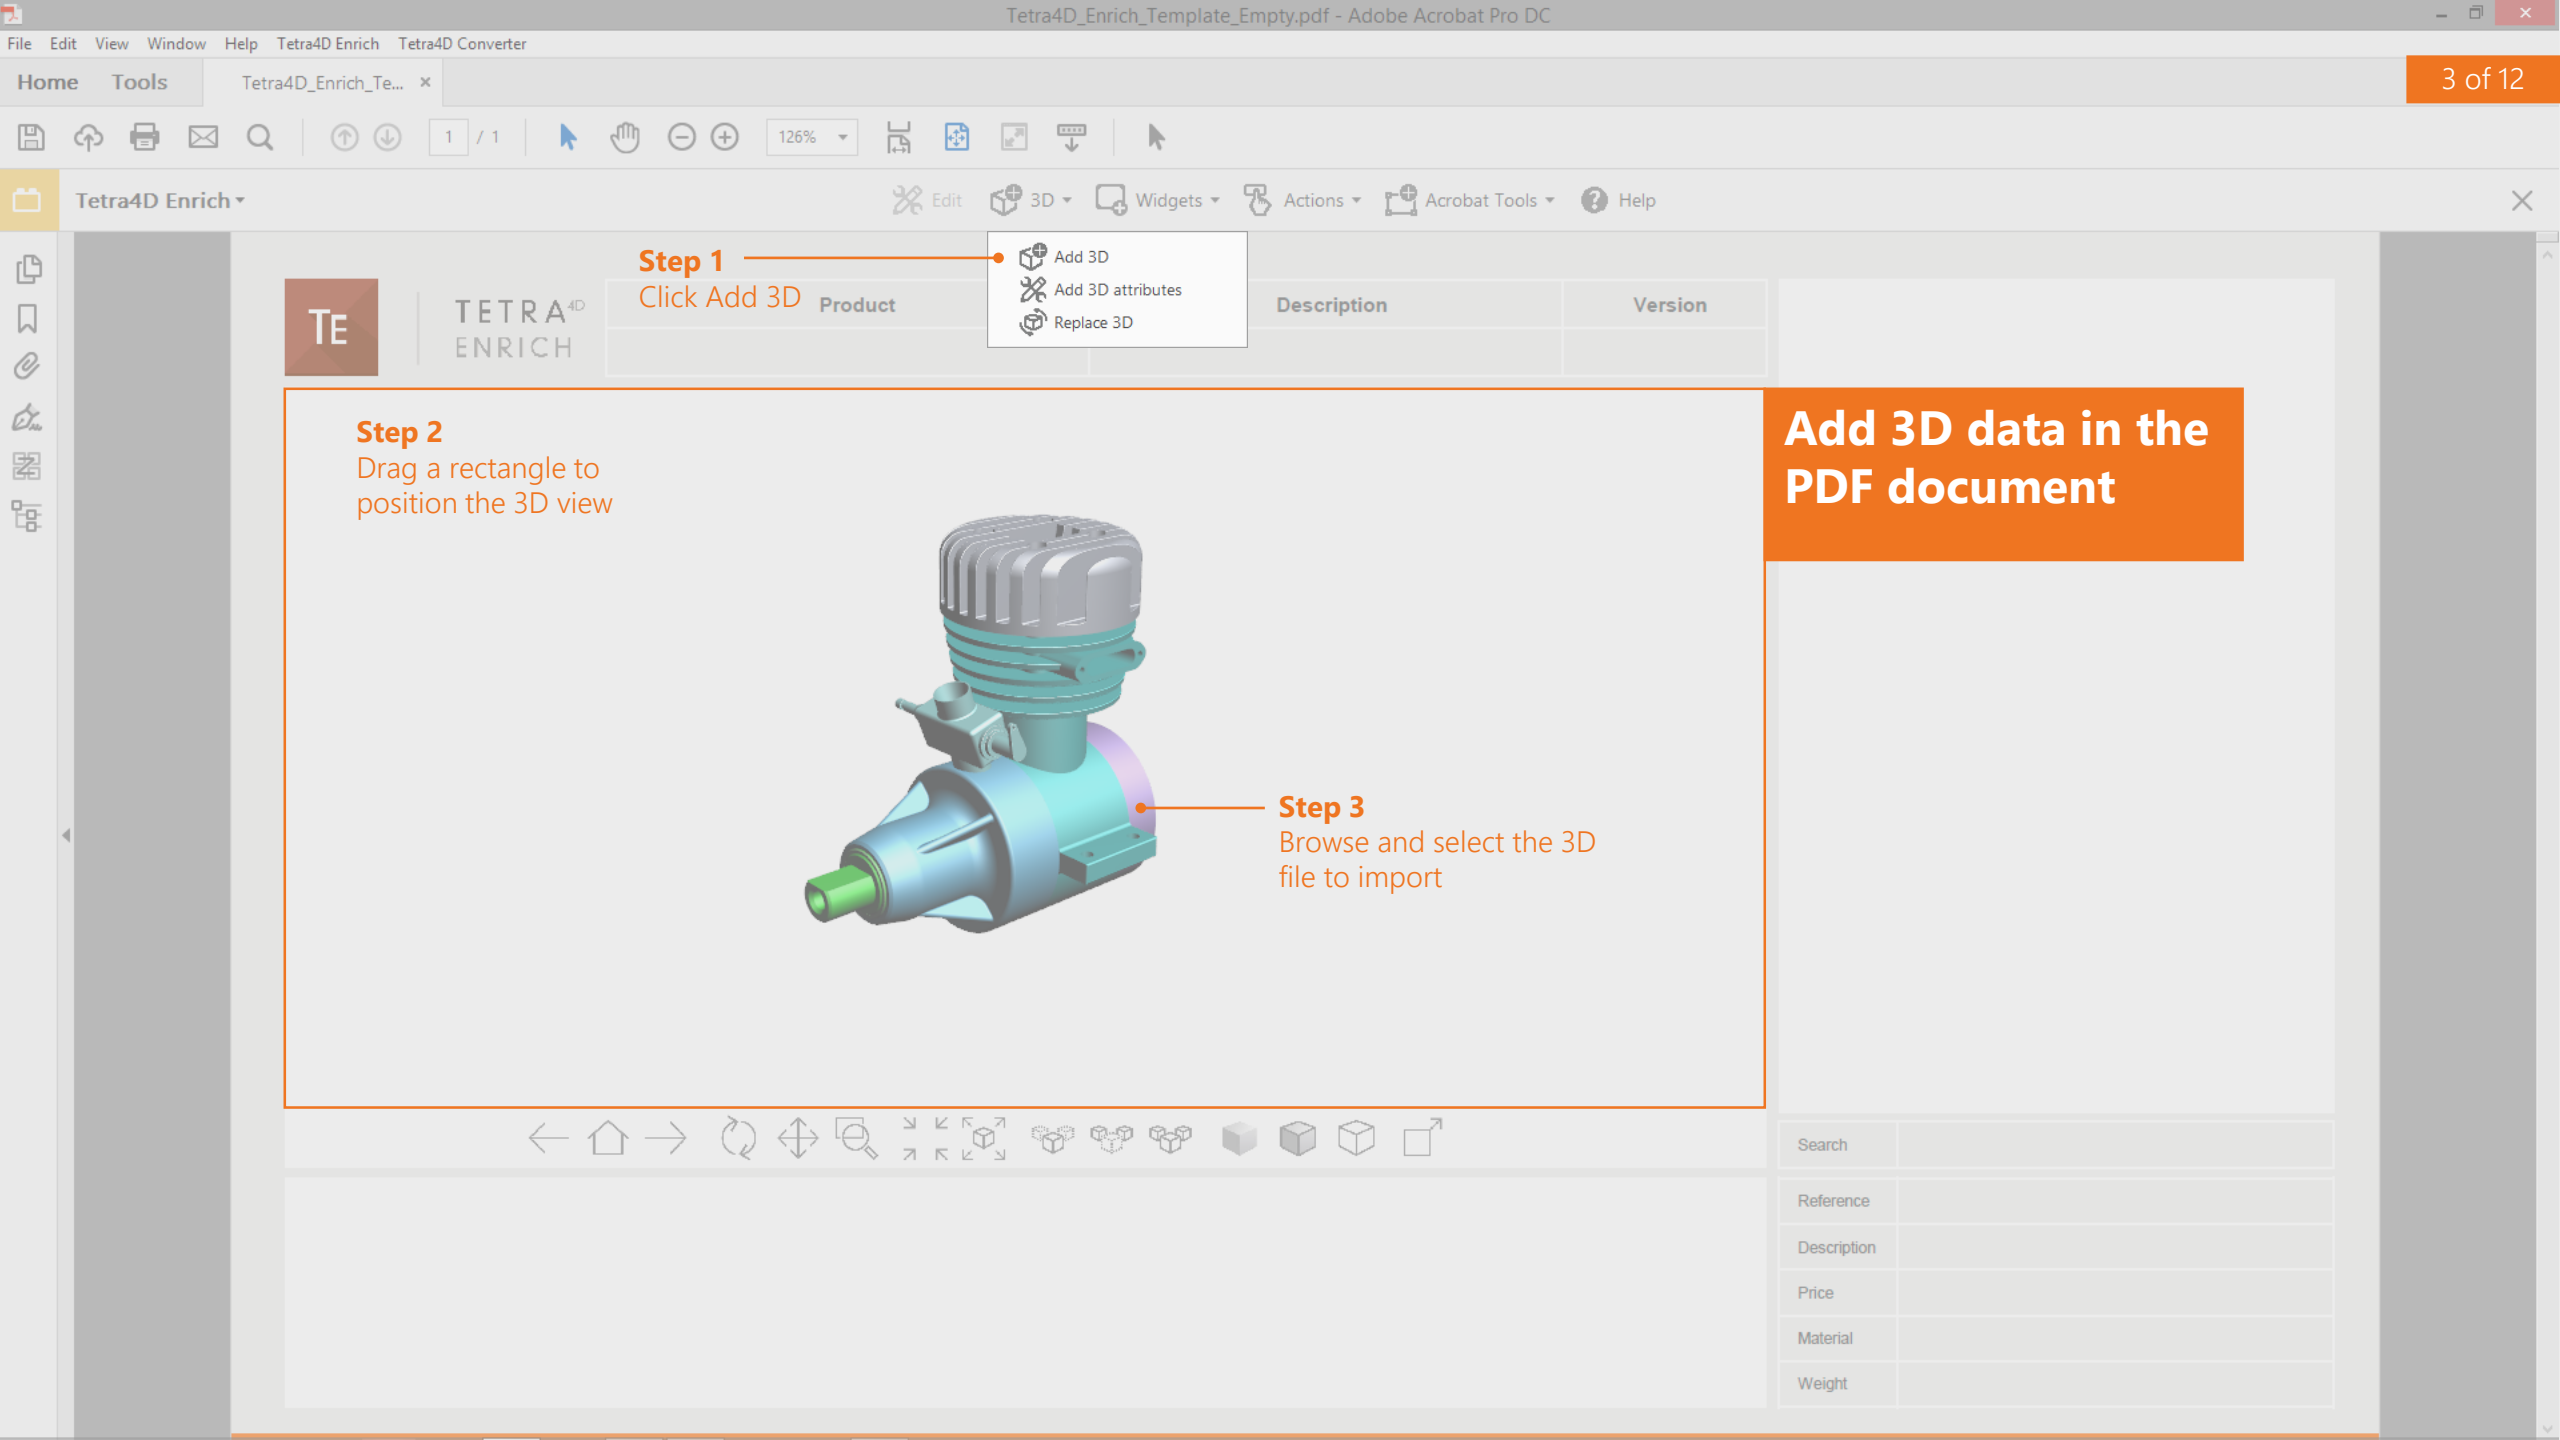 Tetra4D_Enrich_Template_Empty.pdf - Adobe Acrobat Pro DC
File Edit View Window Help Tetra4D Enrich Tetra4D Converter
Home Tools Tetra4D_Enrich_Te... ×
3 of 12
1 / 1 126%
Tetra4D Enrich Edit 3D Widgets Actions Acrobat Tools Help
Step 1
Click Add 3D
Add 3D
Add 3D attributes
Replace 3D
TE
TETRA4D
ENRICH
Product Description Version
Step 2
Drag a rectangle to
position the 3D view
Add 3D data in the
PDF document
Step 3
Browse and select the 3D
file to import
Search
Reference
Description
Price
Material
Weight